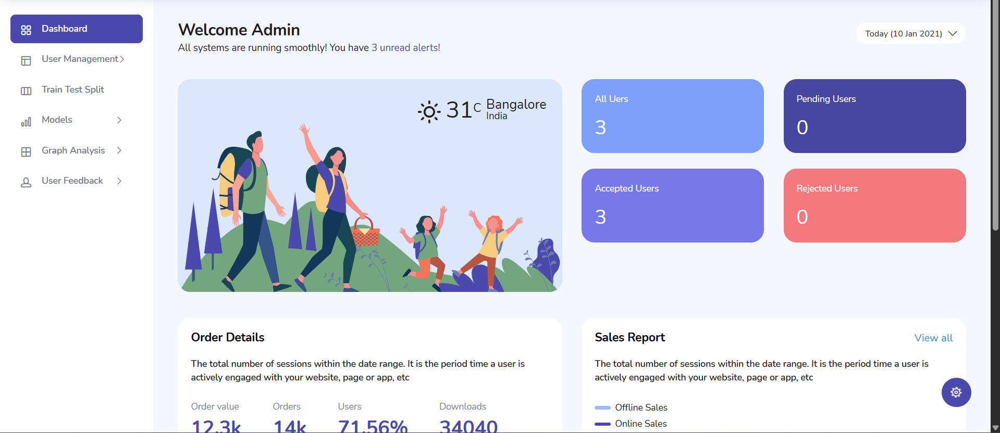 Dashboard
User Management
Train Test Split
Models
Graph Analysis
User Feedback
Welcome Admin
All systems are running smoothly! You have 3 unread alerts!
Today (10 Jan 2021)
31 C Bangalore
India
All Uers
3
Pending Users
0
Accepted Users
3
Rejected Users
0
Order Details
The total number of sessions within the date range. It is the period time a user is
actively engaged with your website, page or app, etc
Order value
12.3k
Orders
14k
Users
71.56%
Downloads
34040
Sales Report
View all
The total number of sessions within the date range. It is the period time a user is
actively engaged with your website, page or app, etc
Offline Sales
Online Sales